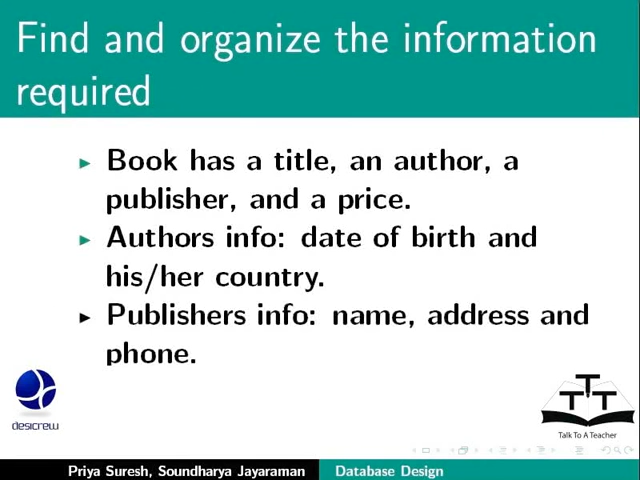 Find and organize the information
required
Book has a title, an author, a
publisher, and a price.
Authors info: date of birth and
his/her country.
Publishers info: name, address and
phone.
desicrew
TTT
Talk To A Teacher
Priya Suresh, Soundharya Jayaraman
Database Design